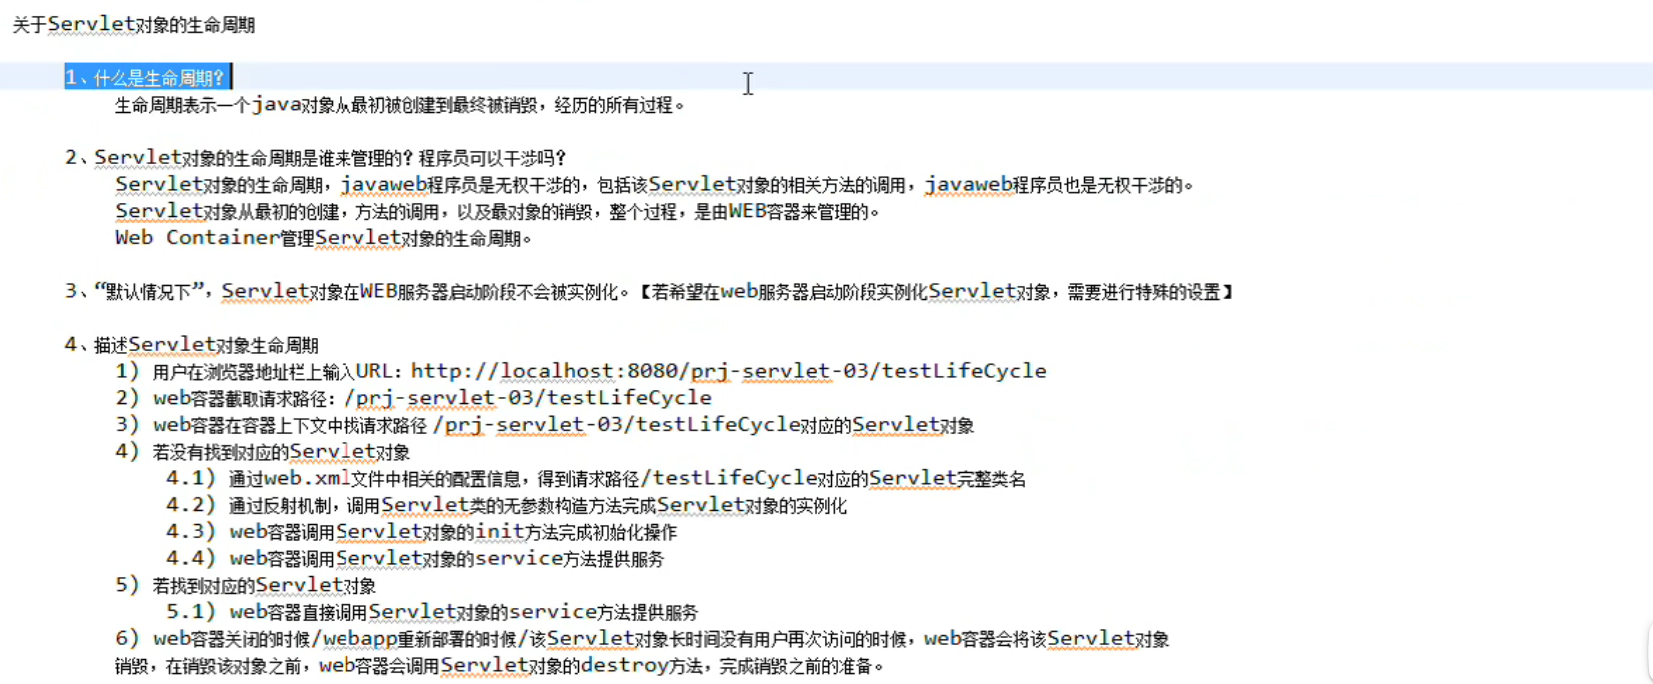 关于Servlet对象的生命周期
1、什么是生命周期?
生命周期表示一个java对象从最初被创建到最终被销毁，经历的所有过程。
2、Servlet对象的生命周期是谁来管理的? 程序员可以干涉吗?
Servlet对象的生命周期，javaweb程序员是无权干涉的，包括该Servlet对象的相关方法的调用，javaweb程序员也是无权干涉的。
Servlet对象从最初的创建，方法的调用，以及最对象的销毁，整个过程，是由WEB容器来管理的。
Web Container管理Servlet对象的生命周期。
3、“默认情况下”，Servlet对象在WEB服务器启动阶段不会被实例化。【若希望在web服务器启动阶段实例化Servlet对象，需要进行特殊的设置】
4、描述Servlet对象生命周期
1) 用户在浏览器地址栏上输入URL：http://localhost:8080/prj-servlet-03/testLifeCycle
2) web容器截取请求路径：/prj-servlet-03/testLifeCycle
3) web容器在容器上下文中找请求路径 /prj-servlet-03/testLifeCycle对应的Servlet对象
4) 若没有找到对应的Servlet对象
4.1) 通过web.xml文件中相关的配置信息，得到请求路径/testLifeCycle对应的Servlet完整类名
4.2) 通过反射机制，调用Servlet类的无参数构造方法完成Servlet对象的实例化
4.3) web容器调用Servlet对象的init方法完成初始化操作
4.4) web容器调用Servlet对象的service方法提供服务
5) 若找到对应的Servlet对象
5.1) web容器直接调用Servlet对象的service方法提供服务
6) web容器关闭的时候/webapp重新部署的时候/该Servlet对象长时间没有用户再次访问的时候，web容器会将该Servlet对象
销毁，在销毁该对象之前，web容器会调用Servlet对象的destroy方法，完成销毁之前的准备。